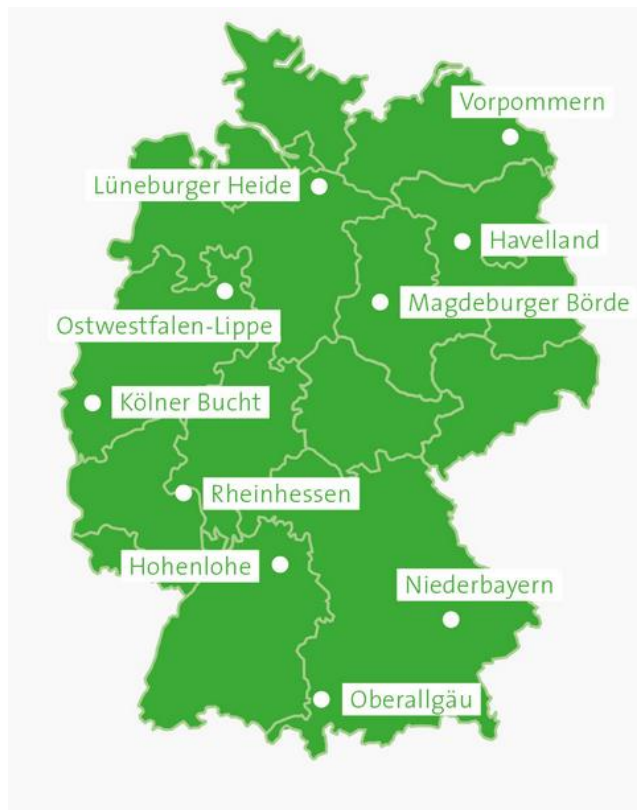 Vorpommern
Lüneburger Heide
Havelland
Magdeburger Börde
Ostwestfalen-Lippe
Kölner Bucht
Rheinhessen
Hohenlohe
Niederbayern
Oberallgäu